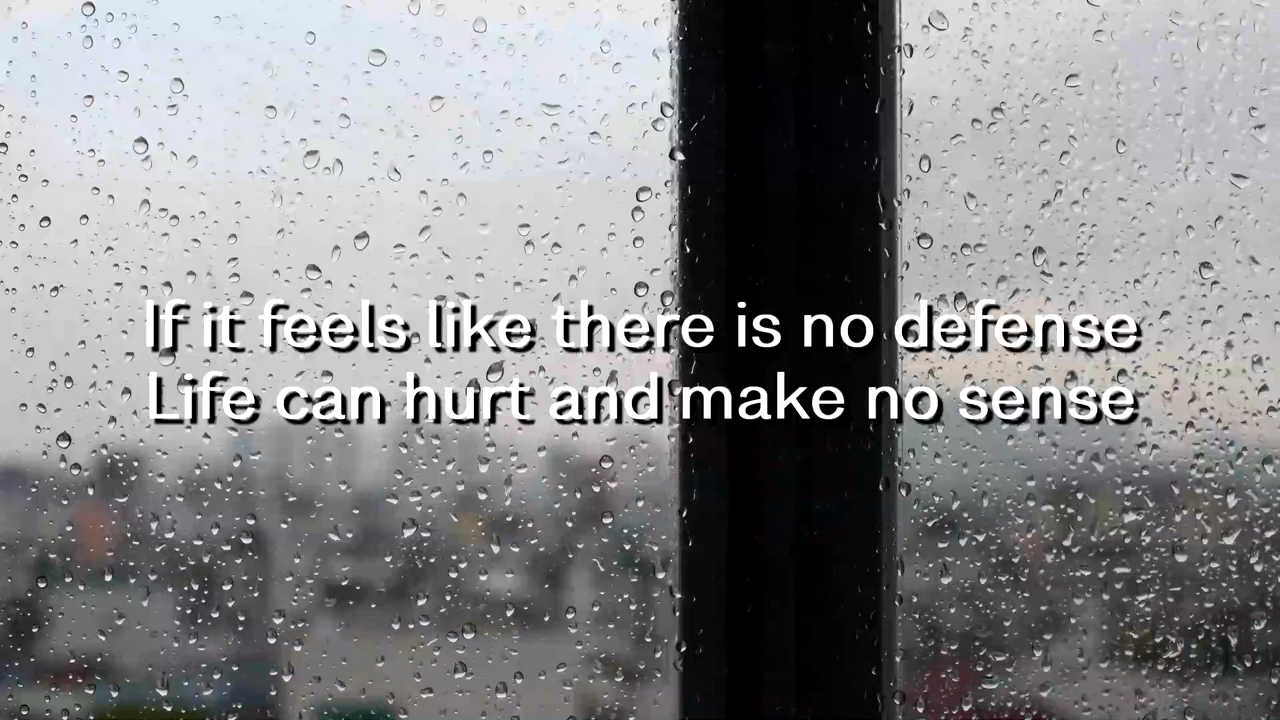 If it feels like there is no defense
Life can hurt and make no sense